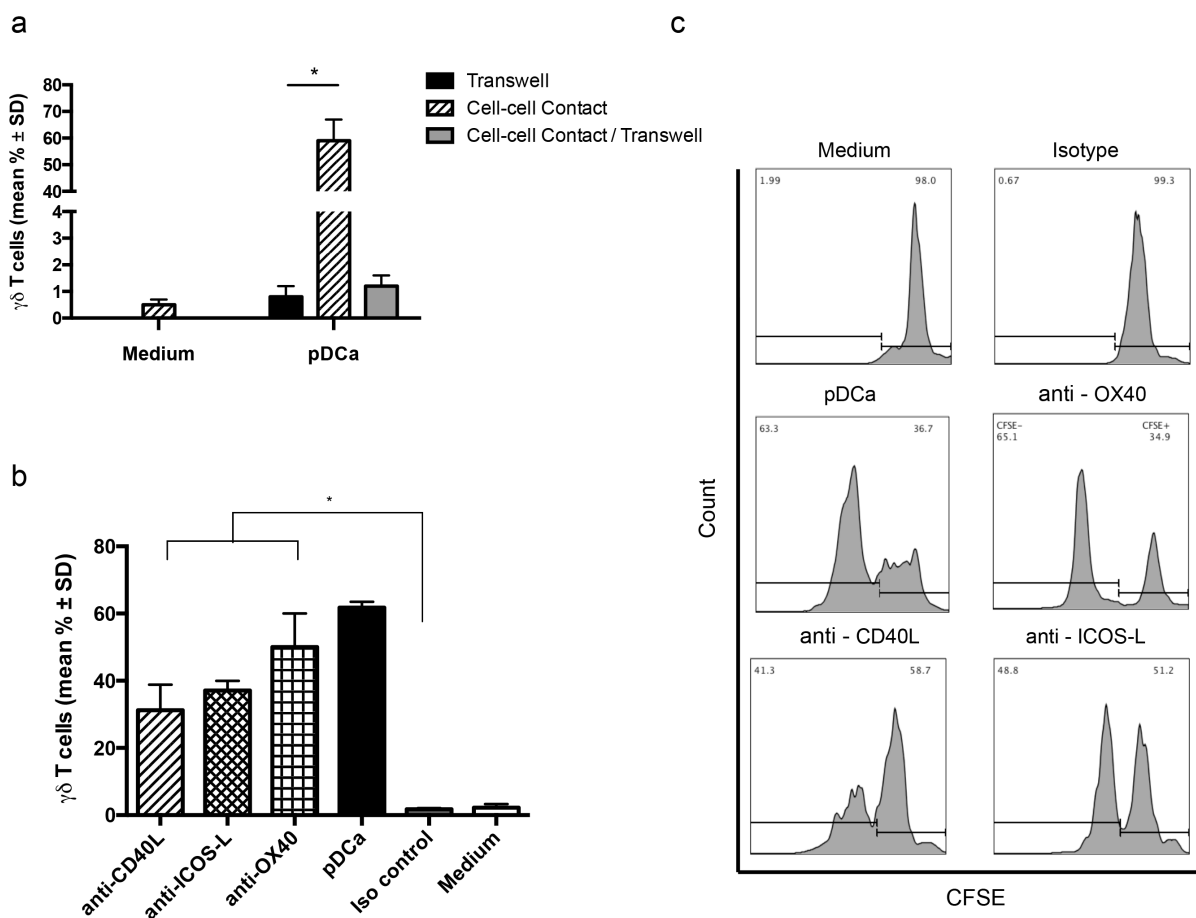 a
γδ T cells (mean % ± SD)
80
70
60
50
40
4
3
2
1
0
*
Medium
pDCa
Transwell
Cell-cell Contact
Cell-cell Contact / Transwell
b
γδ T cells (mean % ± SD)
80
60
40
20
0
*
anti-CD40L
anti-ICOS-L
anti-OX40
pDCa
Iso control
Medium
c
Count
Medium
1.99 98.0
Isotype
0.67 99.3
pDCa
63.3 36.7
anti - OX40
CFSE- CFSE+
65.1 34.9
anti - CD40L
41.3 58.7
anti - ICOS-L
48.8 51.2
CFSE